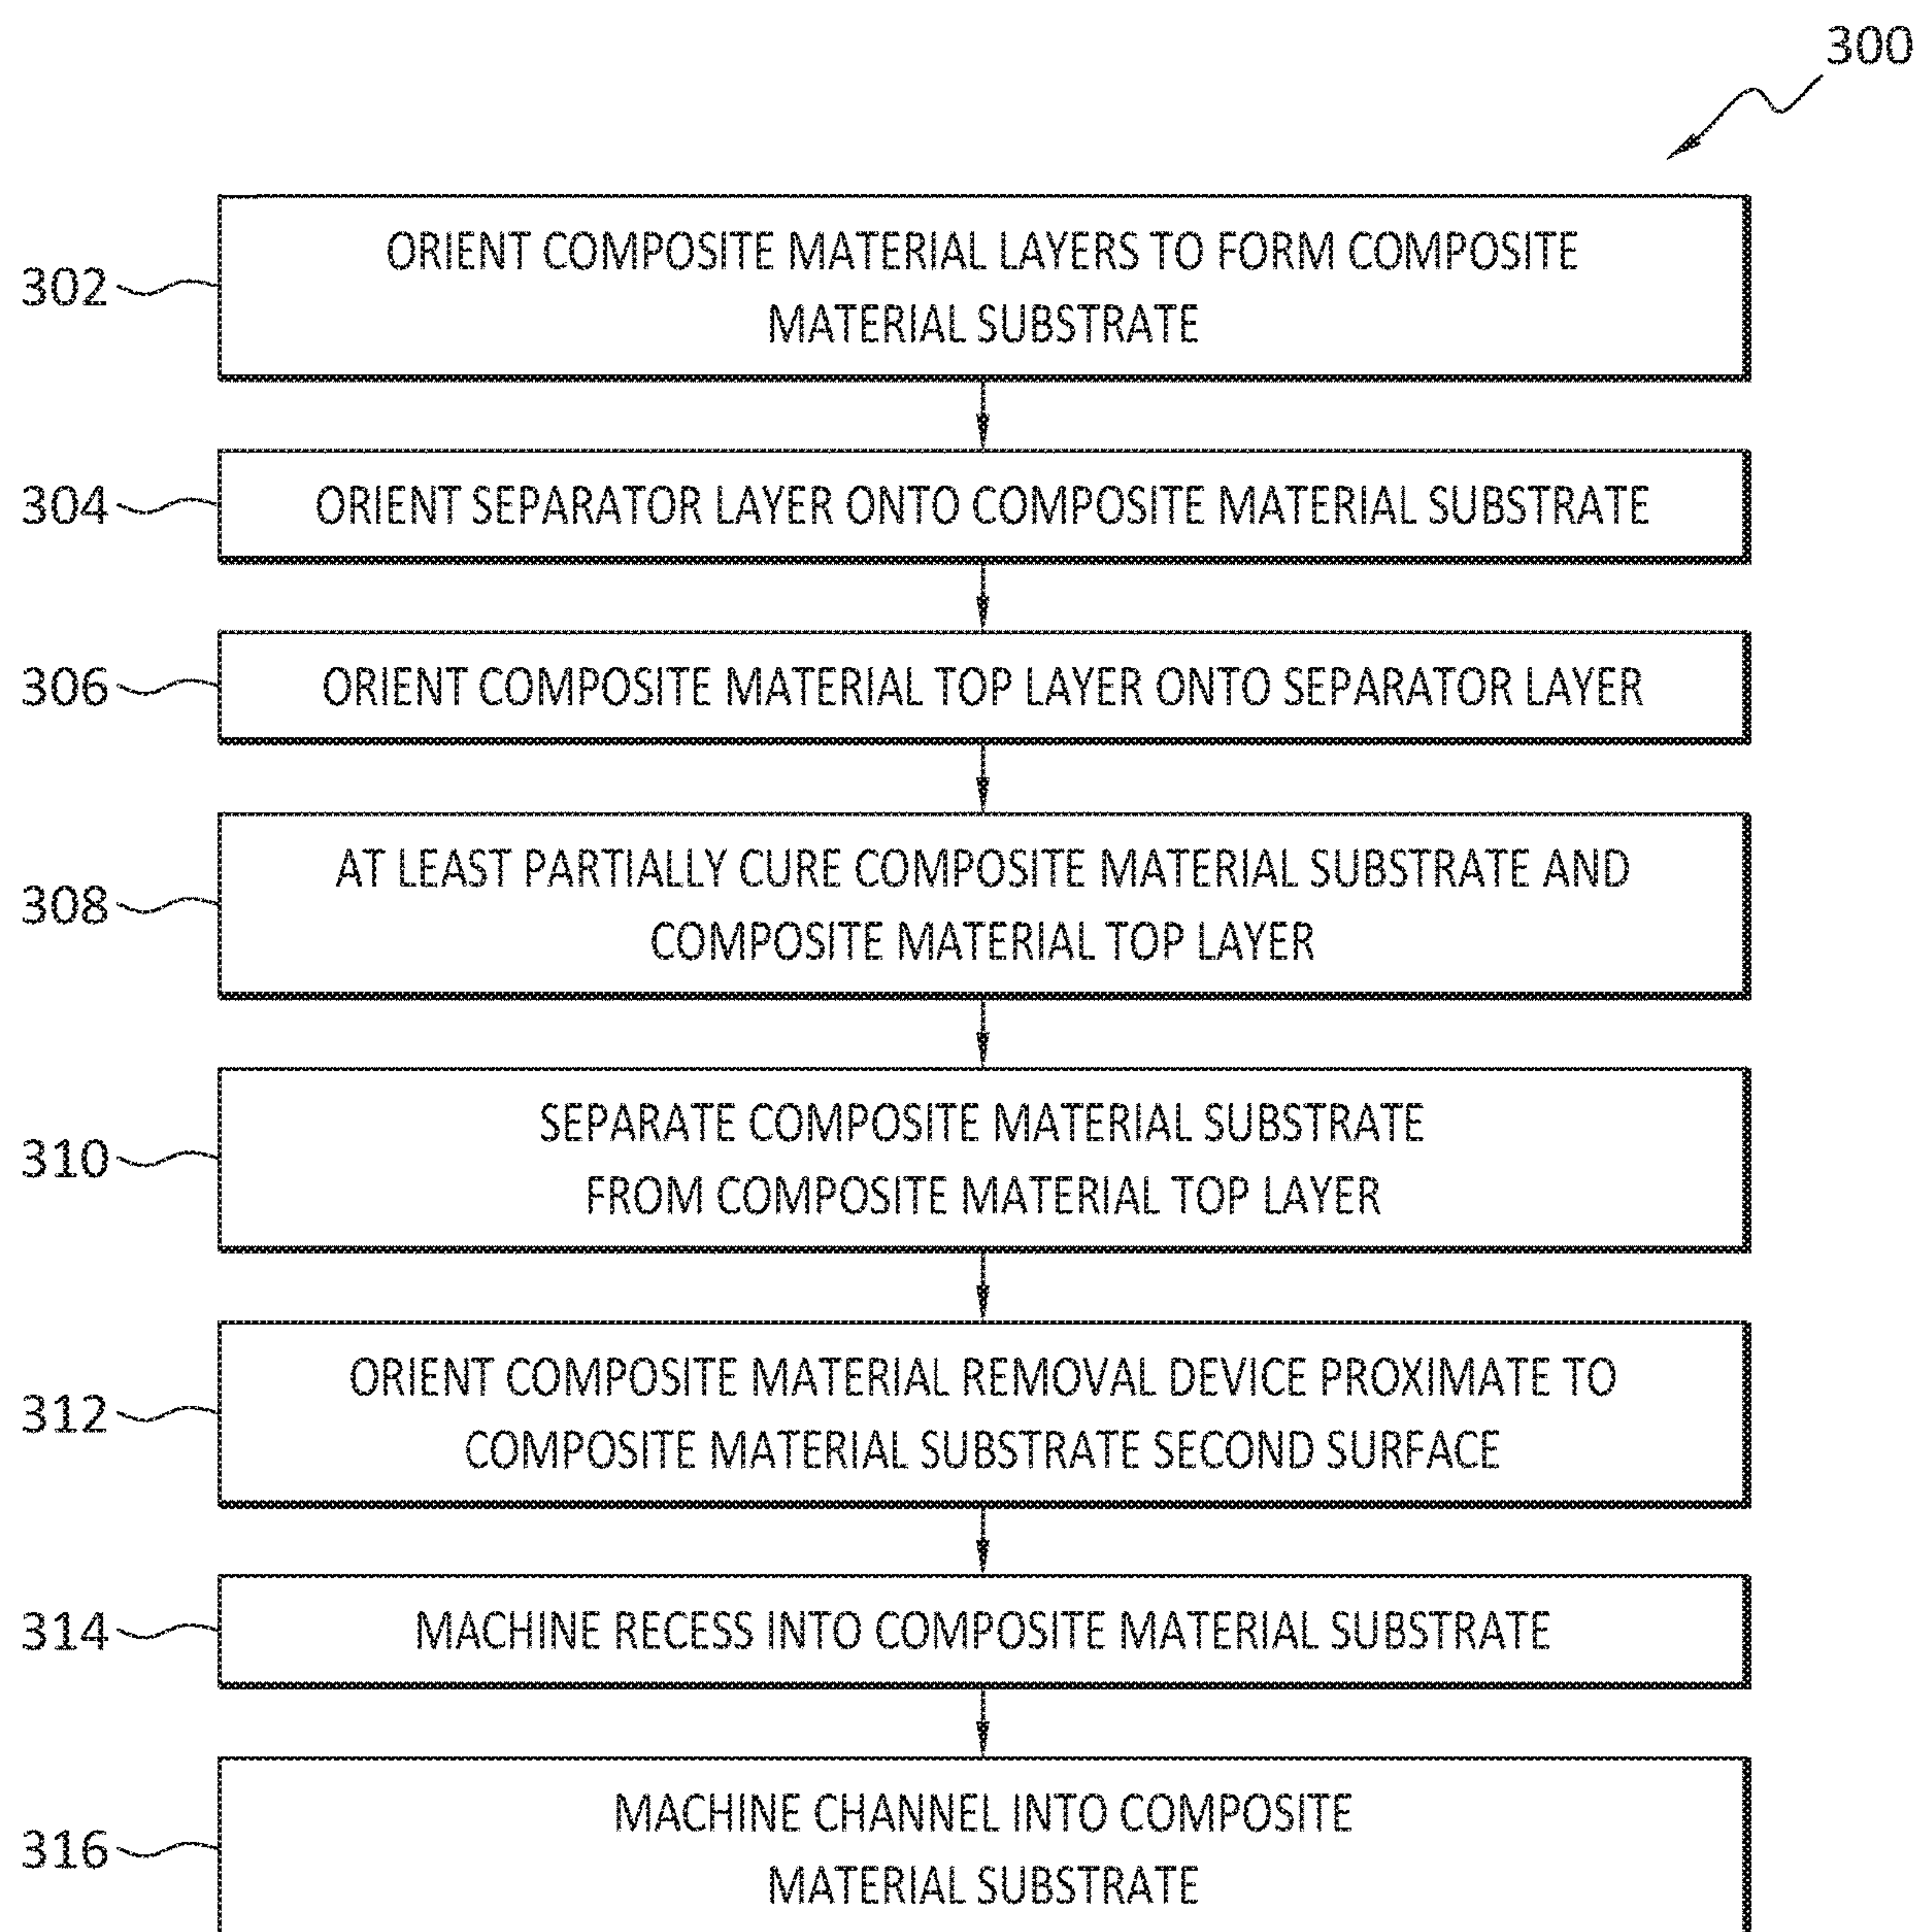 300
302
ORIENT COMPOSITE MATERIAL LAYERS TO FORM COMPOSITE
MATERIAL SUBSTRATE
304
ORIENT SEPARATOR LAYER ONTO COMPOSITE MATERIAL SUBSTRATE
306
ORIENT COMPOSITE MATERIAL TOP LAYER ONTO SEPARATOR LAYER
308
AT LEAST PARTIALLY CURE COMPOSITE MATERIAL SUBSTRATE AND
COMPOSITE MATERIAL TOP LAYER
310
SEPARATE COMPOSITE MATERIAL SUBSTRATE
FROM COMPOSITE MATERIAL TOP LAYER
312
ORIENT COMPOSITE MATERIAL REMOVAL DEVICE PROXIMATE TO
COMPOSITE MATERIAL SUBSTRATE SECOND SURFACE
314
MACHINE RECESS INTO COMPOSITE MATERIAL SUBSTRATE
316
MACHINE CHANNEL INTO COMPOSITE
MATERIAL SUBSTRATE